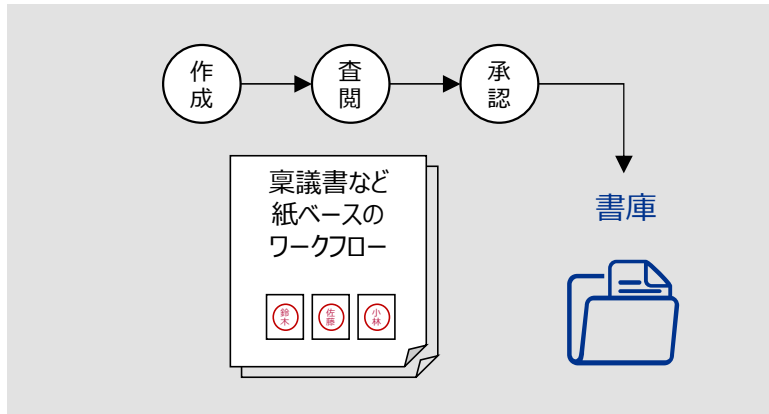 作成
査閲
承認
稟議書など
紙ベースの
ワークフロー
書庫
鈴木
佐藤
小林